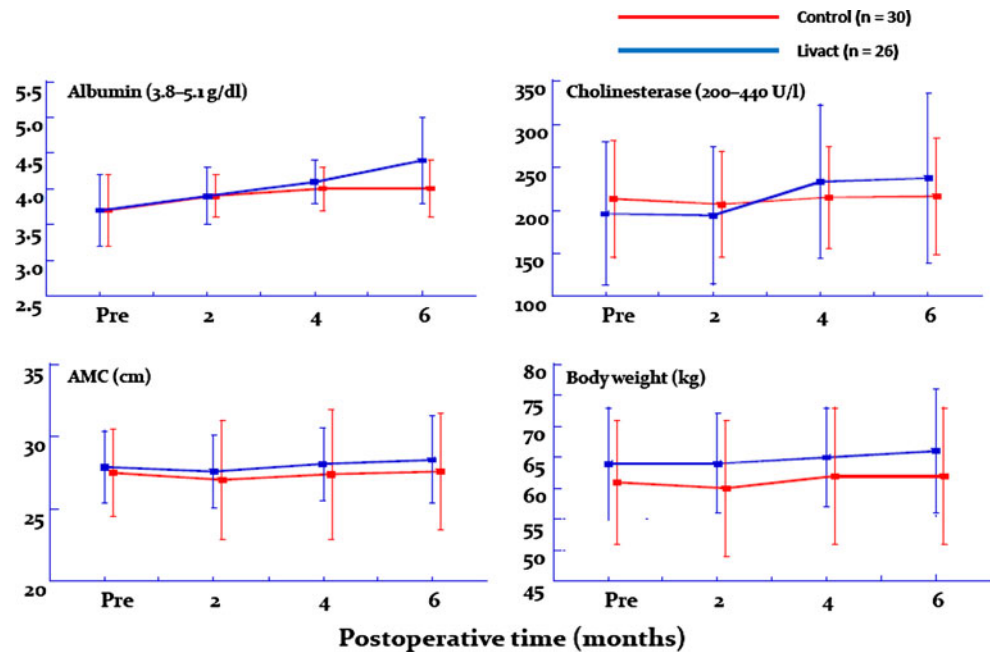 Control (n = 30)
Livact (n = 26)
Albumin (3.8–5.1 g/dl)
5.5
5.0
4.5
4.0
3.5
3.0
2.5
Pre 2 4 6
Cholinesterase (200–440 U/l)
350
300
250
200
150
100
Pre 2 4 6
AMC (cm)
35
30
25
20
Pre 2 4 6
Body weight (kg)
80
75
70
65
60
55
50
45
Pre 2 4 6
Postoperative time (months)